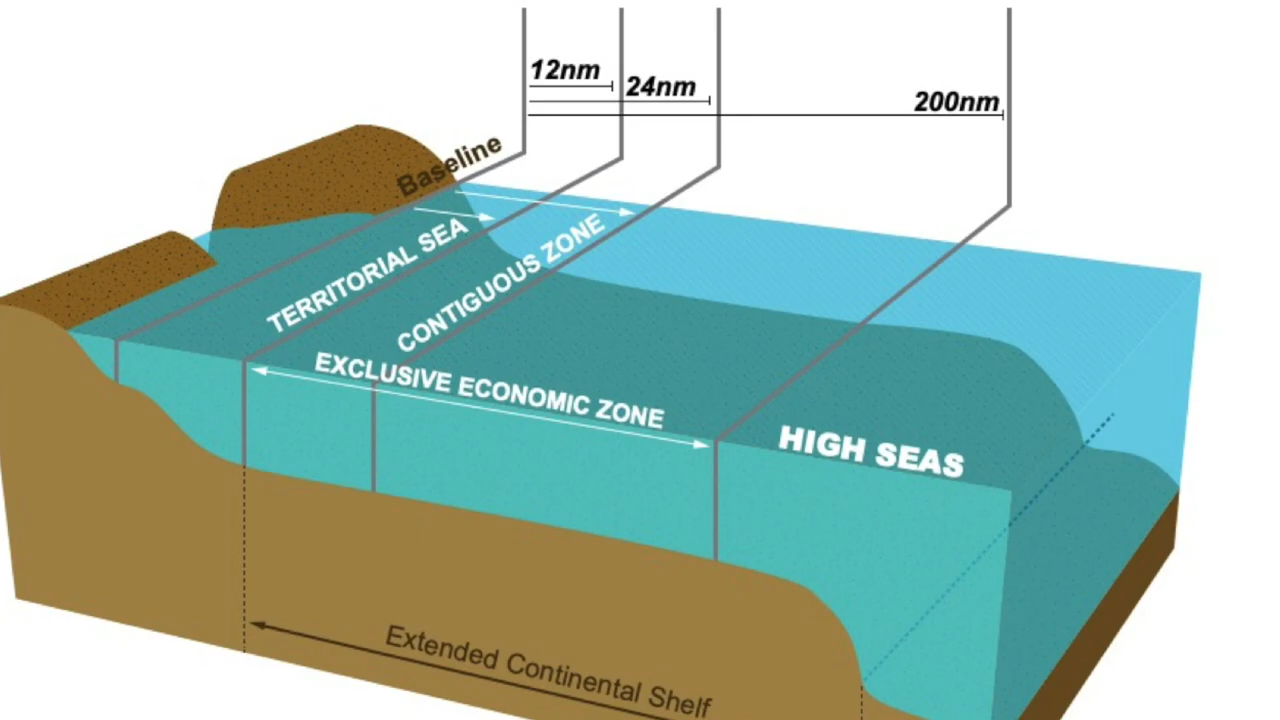 12nm
24nm
200nm
Baseline
TERRITORIAL SEA
CONTIGUOUS ZONE
EXCLUSIVE ECONOMIC ZONE
HIGH SEAS
Extended Continental Shelf